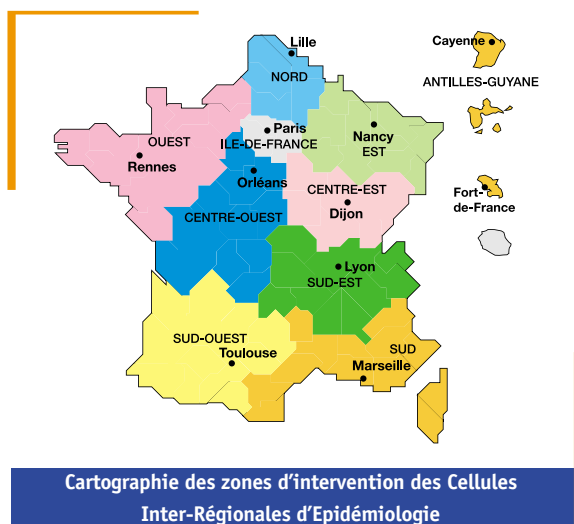 Lille
NORD
Cayenne
ANTILLES-GUYANE
Paris
ILE-DE-FRANCE
Nancy
EST
OUEST
Rennes
Orléans
CENTRE-OUEST
CENTRE-EST
Dijon
Fort-
de-France
Lyon
SUD-EST
SUD-OUEST
Toulouse
SUD
Marseille
Cartographie des zones d'intervention des Cellules
Inter-Régionales d'Epidémiologie